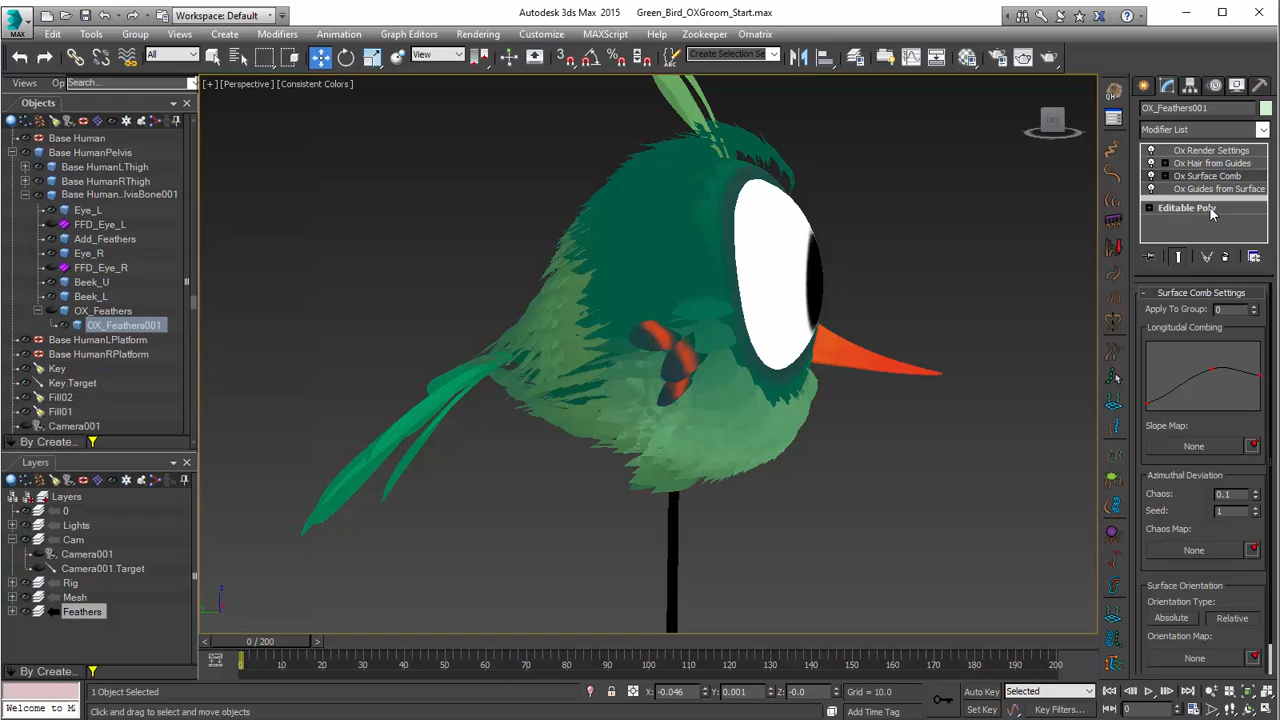 Workspace: Default
Autodesk 3ds Max 2015 Green_Bird_OXGroom_Start.max
MAX
Edit Tools Group Views Create Modifiers Animation Graph Editors Rendering Customize MAXScript Help Zookeeper Ornatrix
All
View
Create Selection Se
Views Op Search...
Objects
Base Human
Base HumanPelvis
Base HumanLThigh
Base HumanRThigh
Base Human...lvisBone001
Eye_L
FFD_Eye_L
Add_Feathers
Eye_R
FFD_Eye_R
Beek_U
Beek_L
OX_Feathers
OX_Feathers001
Base HumanLPlatform
Base HumanRPlatform
Key
Key.Target
Fill02
Fill01
Camera001
By Create...
Layers
Layers
0
Lights
Cam
Camera001
Camera001.Target
Rig
Mesh
Feathers
By Create...
[+] [Perspective] [Consistent Colors]
QH
OX_Feathers001
Modifier List
Ox Render Settings
Ox Hair from Guides
Ox Surface Comb
Ox Guides from Surface
Editable Poly
Surface Comb Settings
Apply To Group: 0
Longitudinal Combing
Slope Map:
None
Azimuthal Deviation
Chaos: 0.1
Seed: 1
Chaos Map:
None
Surface Orientation
Orientation Type:
Absolute Relative
Orientation Map:
None
0 / 200
0 10 20 30 40 50 60 70 80 90 100 110 120 130 140 150 160 170 180 190 200
1 Object Selected
X: -0.046 Y: 0.001 Z: -0.0 Grid = 10.0
Auto Key Selected
Welcome to M
Click and drag to select and move objects
Add Time Tag
Set Key Key Filters...
0